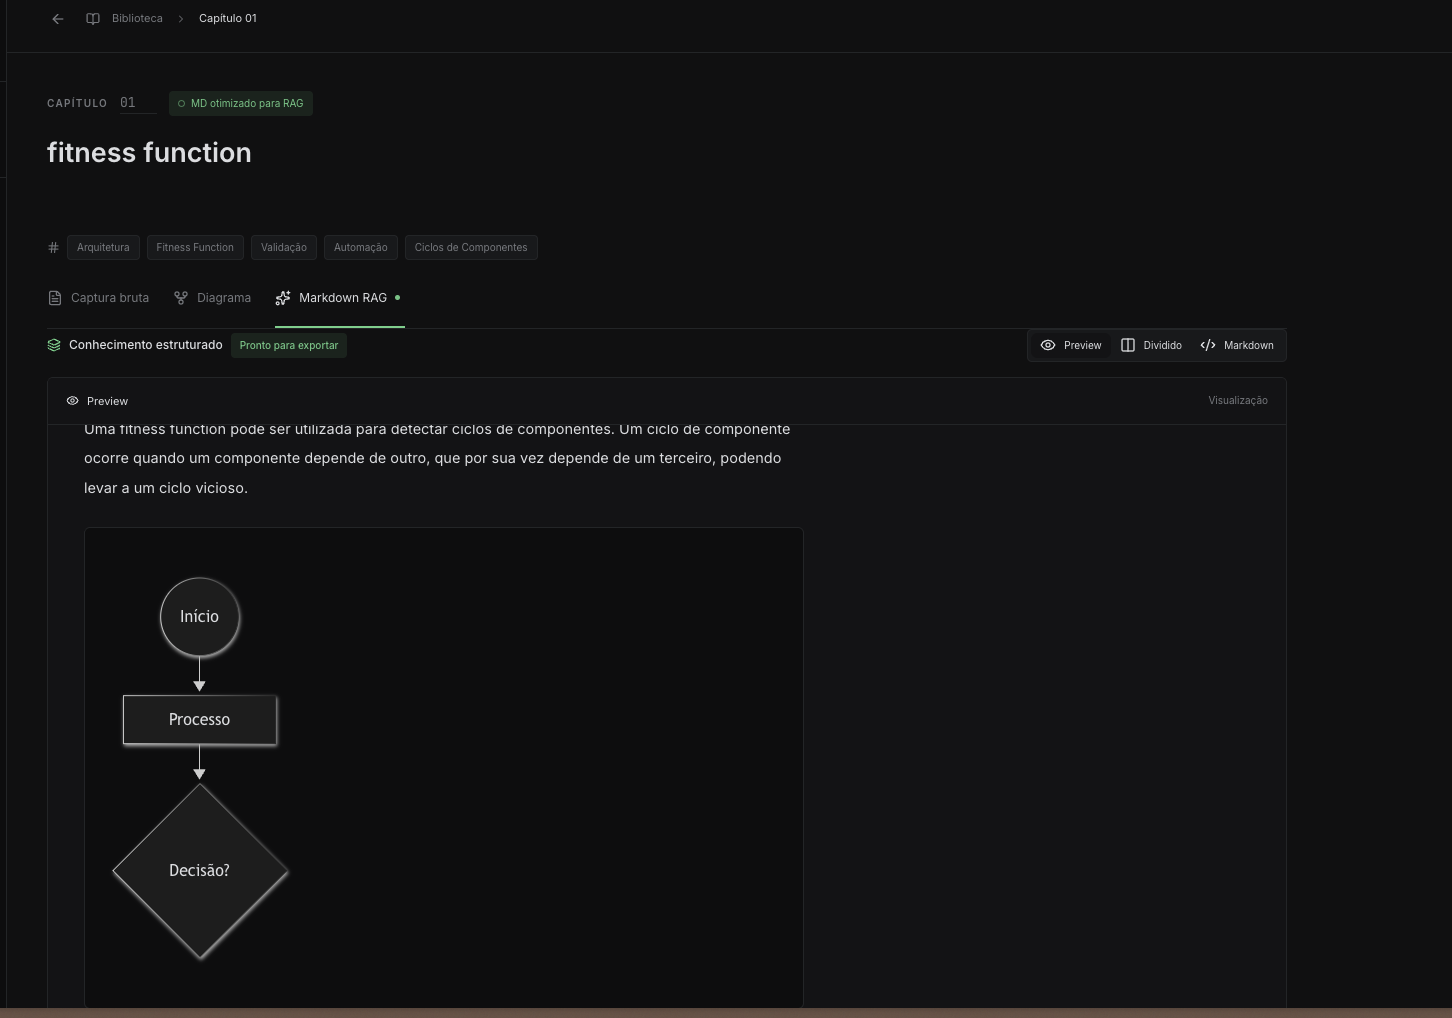 Biblioteca
Capítulo 01
CAPÍTULO 01
MD otimizado para RAG
fitness function
# Arquitetura Fitness Function Validação Automação Ciclos de Componentes
Captura bruta Diagrama Markdown RAG
Conhecimento estruturado Pronto para exportar
Preview Dividido </> Markdown
Preview Visualização
Uma fitness function pode ser utilizada para detectar ciclos de componentes. Um ciclo de componente
ocorre quando um componente depende de outro, que por sua vez depende de um terceiro, podendo
levar a um ciclo vicioso.
Início
Processo
Decisão?